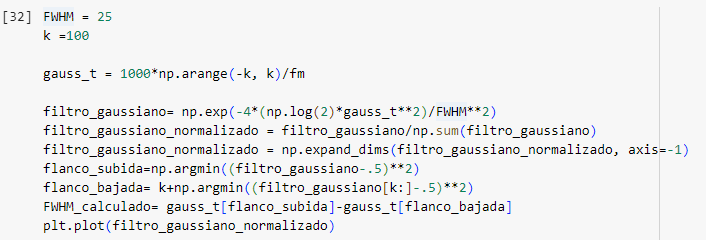 [32] FWHM = 25
k =100
gauss_t = 1000*np.arange(-k, k)/fm
filtro_gaussiano= np.exp(-4*(np.log(2)*gauss_t**2)/FWHM**2)
filtro_gaussiano_normalizado = filtro_gaussiano/np.sum(filtro_gaussiano)
filtro_gaussiano_normalizado = np.expand_dims(filtro_gaussiano_normalizado, axis=-1)
flanco_subida=np.argmin((filtro_gaussiano-.5)**2)
flanco_bajada= k+np.argmin((filtro_gaussiano[k:]-.5)**2)
FWHM_calculado= gauss_t[flanco_subida]-gauss_t[flanco_bajada]
plt.plot(filtro_gaussiano_normalizado)